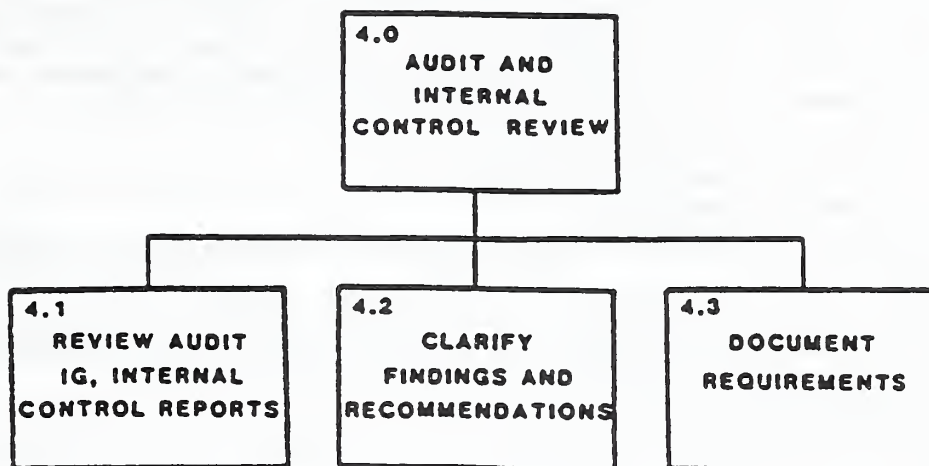 4.0
AUDIT AND
INTERNAL
CONTROL REVIEW
4.1
REVIEW AUDIT
IG, INTERNAL
CONTROL REPORTS
4.2
CLARIFY
FINDINGS AND
RECOMMENDATIONS
4.3
DOCUMENT
REQUIREMENTS